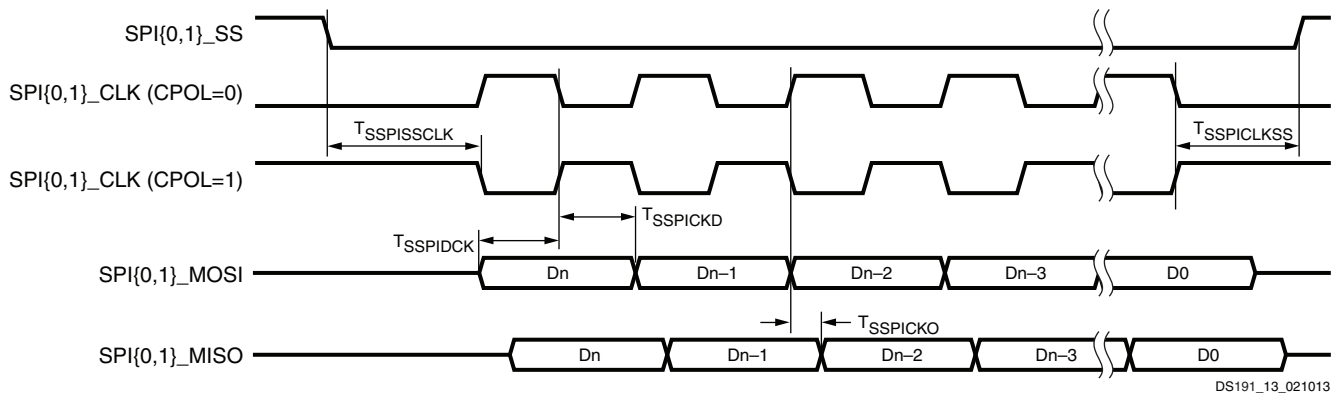 SPI{0,1}_SS
SPI{0,1}_CLK (CPOL=0)
TSSPISSCLK
TSSPICLKSS
SPI{0,1}_CLK (CPOL=1)
TSSPICKD
TSSPIDCK
SPI{0,1}_MOSI
Dn
Dn–1
Dn–2
Dn–3
D0
TSSPICKO
SPI{0,1}_MISO
Dn
Dn–1
Dn–2
Dn–3
D0
DS191_13_021013